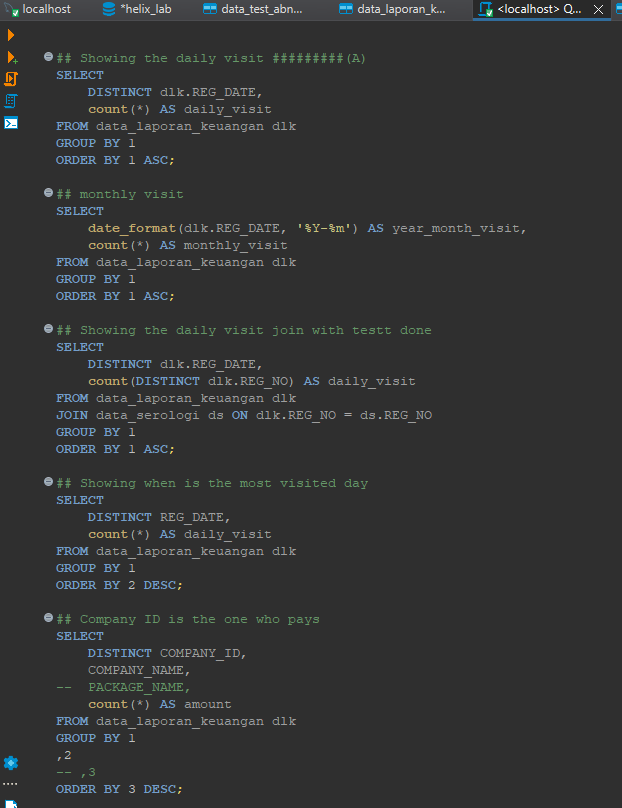 localhost
*helix_lab
data_test_abn...
data_laporan_k...
<localhost> Q...
## Showing the daily visit #########(A)
SELECT
DISTINCT dlk.REG_DATE,
count(*) AS daily_visit
FROM data_laporan_keuangan dlk
GROUP BY 1
ORDER BY 1 ASC;
## monthly visit
SELECT
date_format(dlk.REG_DATE, '%Y-%m') AS year_month_visit,
count(*) AS monthly_visit
FROM data_laporan_keuangan dlk
GROUP BY 1
ORDER BY 1 ASC;
## Showing the daily visit join with testt done
SELECT
DISTINCT dlk.REG_DATE,
count(DISTINCT dlk.REG_NO) AS daily_visit
FROM data_laporan_keuangan dlk
JOIN data_serologi ds ON dlk.REG_NO = ds.REG_NO
GROUP BY 1
ORDER BY 1 ASC;
## Showing when is the most visited day
SELECT
DISTINCT REG_DATE,
count(*) AS daily_visit
FROM data_laporan_keuangan dlk
GROUP BY 1
ORDER BY 2 DESC;
## Company ID is the one who pays
SELECT
DISTINCT COMPANY_ID,
COMPANY_NAME,
-- PACKAGE_NAME,
count(*) AS amount
FROM data_laporan_keuangan dlk
GROUP BY 1
,2
-- ,3
ORDER BY 3 DESC;